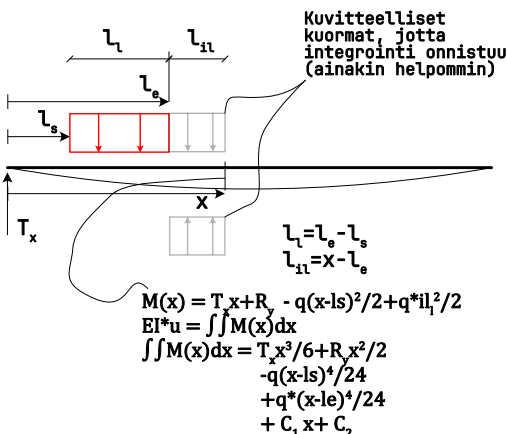 Kuvitteelliset
kuormat, jotta
integrointi onnistuu
(ainakin helpommin)
l_l l_il
l_e
l_s
x
T_x
l_l=l_e-l_s
l_il=x-l_e
M(x) = T_x x+R_y - q(x-ls)²/2+q*il_l²/2
EI*u = ∫∫M(x)dx
∫∫M(x)dx = T_x x³/6+R_y x²/2
-q(x-ls)⁴/24
+q*(x-le)⁴/24
+ C_1 x+ C_2